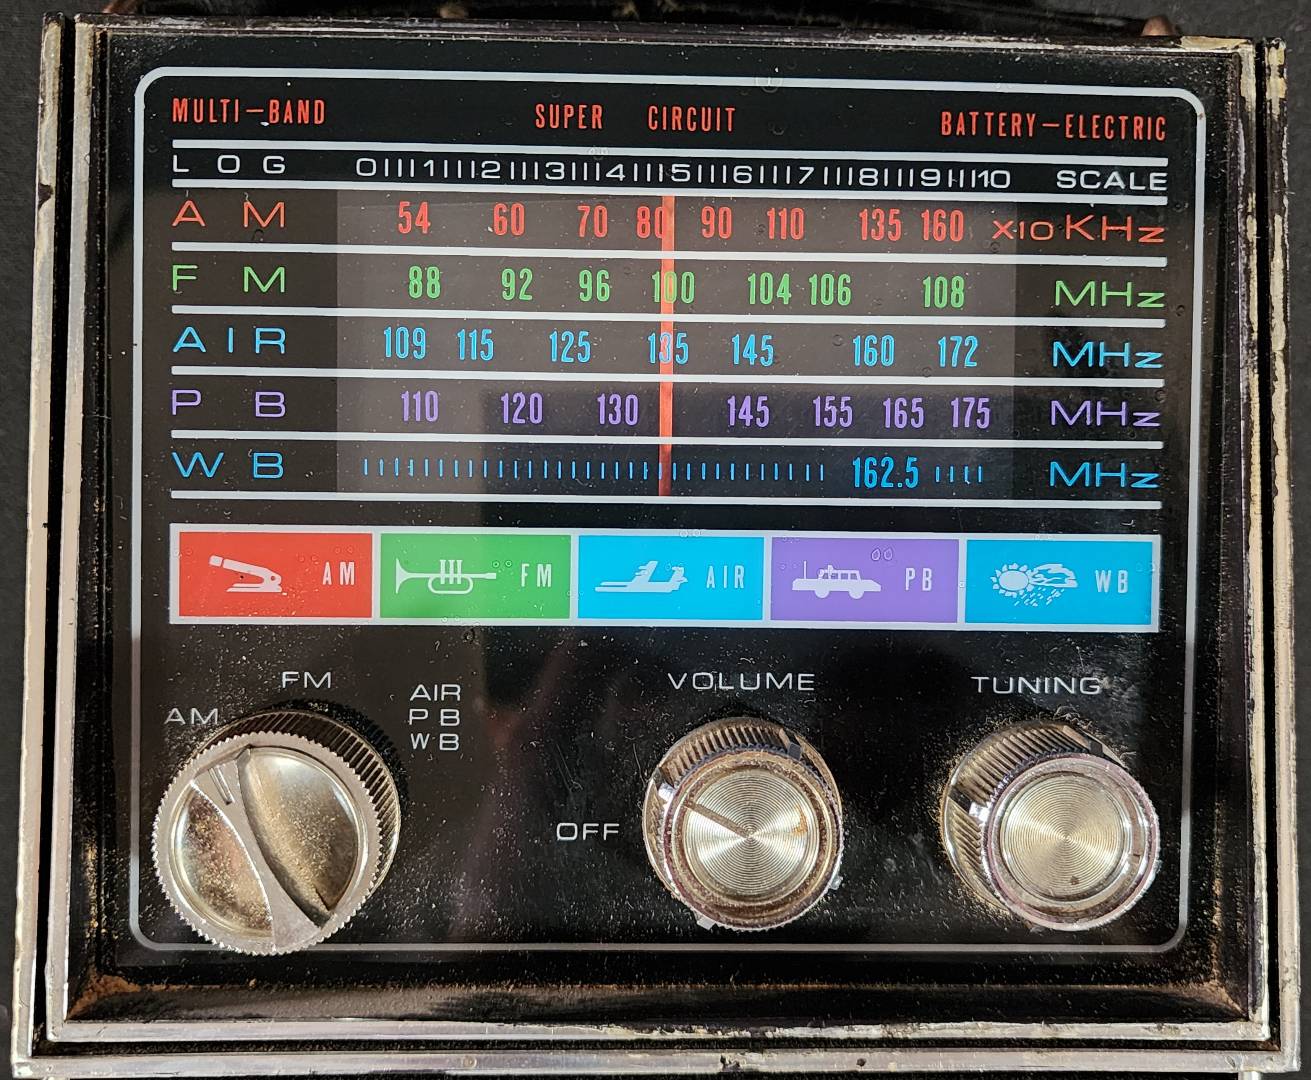 MULTI-BAND SUPER CIRCUIT BATTERY-ELECTRIC
LOG 0 1 2 3 4 5 6 7 8 9 10 SCALE
AM 54 60 70 80 90 110 135 160 X10 KHz
FM 88 92 96 100 104 106 108 MHz
AIR 109 115 125 135 145 160 172 MHz
PB 110 120 130 145 155 165 175 MHz
WB 162.5 MHz
AM FM AIR PB WB
AM FM AIR
PB
WB
VOLUME
OFF
TUNING